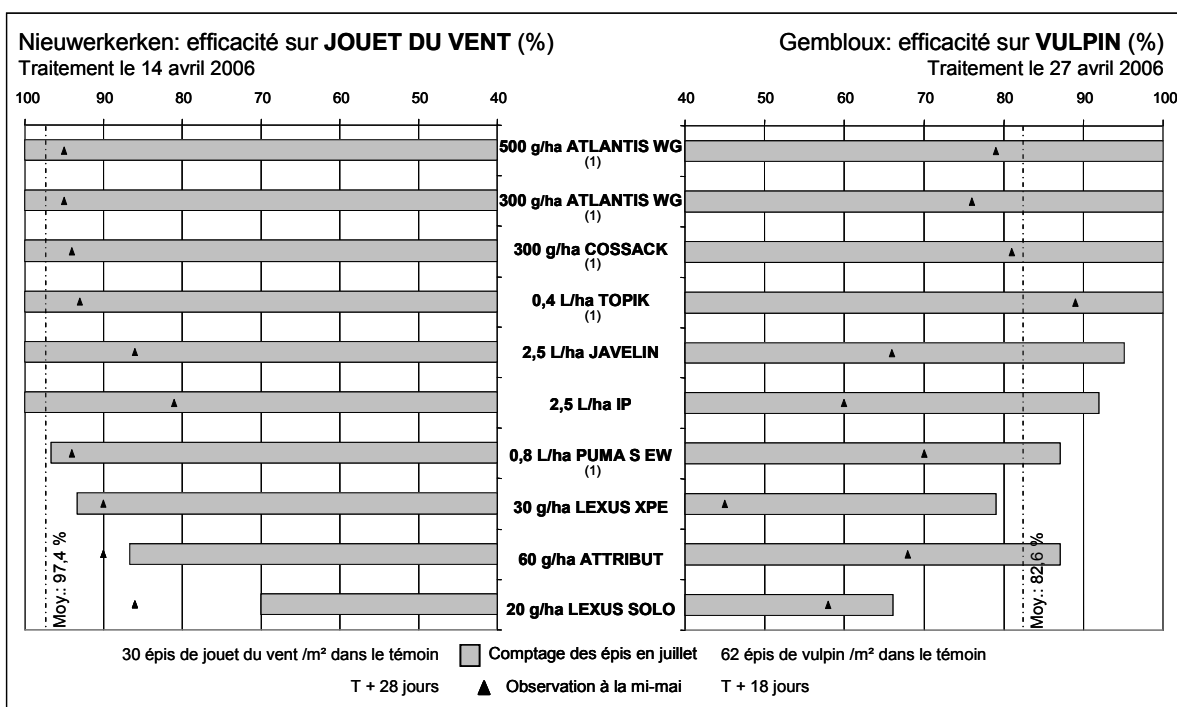 Nieuwerkerken: efficacité sur JOUET DU VENT (%)
Traitement le 14 avril 2006
Gembloux: efficacité sur VULPIN (%)
Traitement le 27 avril 2006
100 90 80 70 60 50 40
40 50 60 70 80 90 100
500 g/ha ATLANTIS WG
(1)
300 g/ha ATLANTIS WG
(1)
300 g/ha COSSACK
(1)
0,4 L/ha TOPIK
(1)
2,5 L/ha JAVELIN
2,5 L/ha IP
0,8 L/ha PUMA S EW
(1)
30 g/ha LEXUS XPE
60 g/ha ATTRIBUT
20 g/ha LEXUS SOLO
Moy.: 97,4 %
Moy.: 82,6 %
30 épis de jouet du vent /m² dans le témoin
Comptage des épis en juillet
62 épis de vulpin /m² dans le témoin
T + 28 jours
Observation à la mi-mai
T + 18 jours